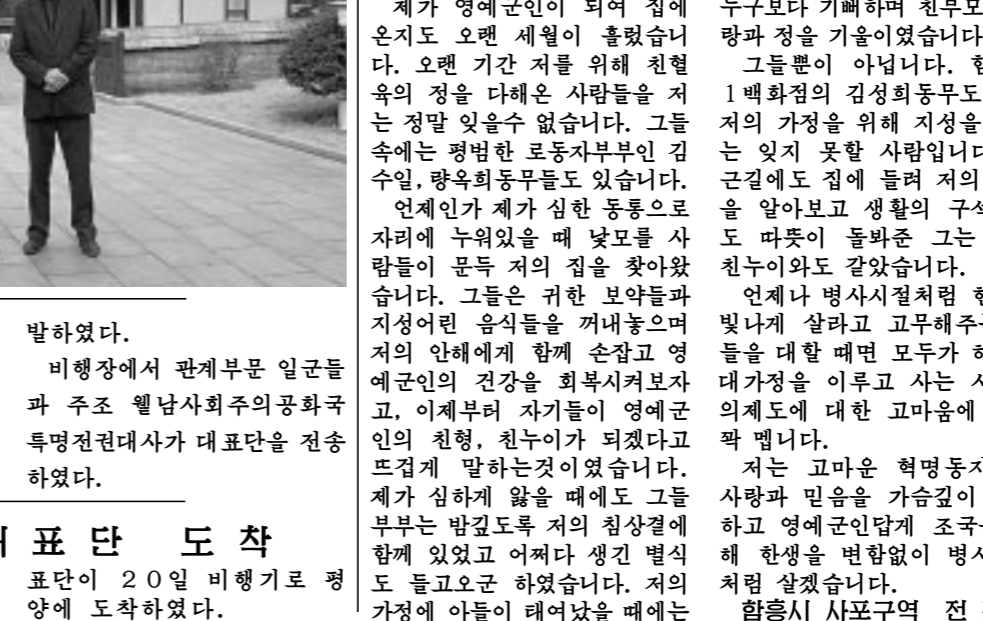 발하였다.
비행장에서 관계부문 일군들
과 주조 웰남사회주의공화국
특명전권대사가 대표단을 전송
하였다.
표 단 도 착
표단이 20일 비행기로 평
양에 도착하였다.
제가 영예군인이 되여 집에
온지도 오랜 세월이 흘렀습니
다. 오랜 기간 저를 위해 친혈
육의 정을 다해온 사람들을 저
는 정말 잊을수 없습니다. 그들
속에는 평범한 로동자부부인 김
수일, 량옥희동무들도 있습니다.
언제인가 제가 심한 동통으로
자리에 누워있을 때 낯모를 사
람들이 문득 저의 집을 찾아왔
습니다. 그들은 귀한 보약들과
지성어린 음식들을 꺼내놓으며
저의 안해에게 함께 손잡고 영
예군인의 건강을 회복시켜보자
고, 이제부터 자기들이 영예군
인의 친형, 친누이가 되겠다고
뜨겁게 말하는것이였습니다.
제가 심하게 앓을 때에도 그들
부부는 밤깊도록 저의 침상곁에
함께 있었고 어쩌다 생긴 별식
도 들고오군 하였습니다. 저의
가정에 아들이 태여났을 때에는
누구보다 기뻐하며 친부모
랑과 정을 기울이였습니다
그들뿐이 아닙니다. 함
1백화점의 김성희동무도
저의 가정을 위해 지성을
는 잊지 못할 사람입니다
근길에도 집에 들려 저의
을 알아보고 생활의 구석
도 따뜻이 돌봐준 그는
친누이와도 같았습니다.
언제나 병사시절처럼 한
빛나게 살라고 고무해주는
들을 대할 때면 모두가 하
대가정을 이루고 사는 사
의제도에 대한 고마움에
꽉 멥니다.
저는 고마운 혁명동지
사랑과 믿음을 가슴깊이
하고 영예군인답게 조국을
해 한생을 변함없이 병사
처럼 살겠습니다.
함흥시 사포구역 전